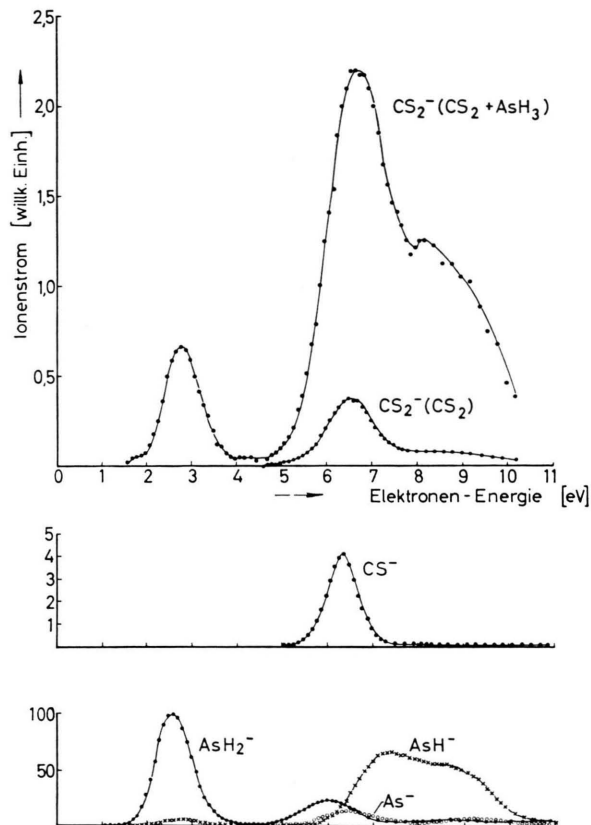 Ionenstrom [willk. Einh.]
2,5
2,0
1,5
1,0
0,5
CS₂⁻(CS₂ + AsH₃)
CS₂⁻(CS₂)
0 1 2 3 4 5 6 7 8 9 10 11
Elektronen-Energie [eV]
5
4
3
2
1
CS⁻
100
50
AsH₂⁻
AsH⁻
As⁻